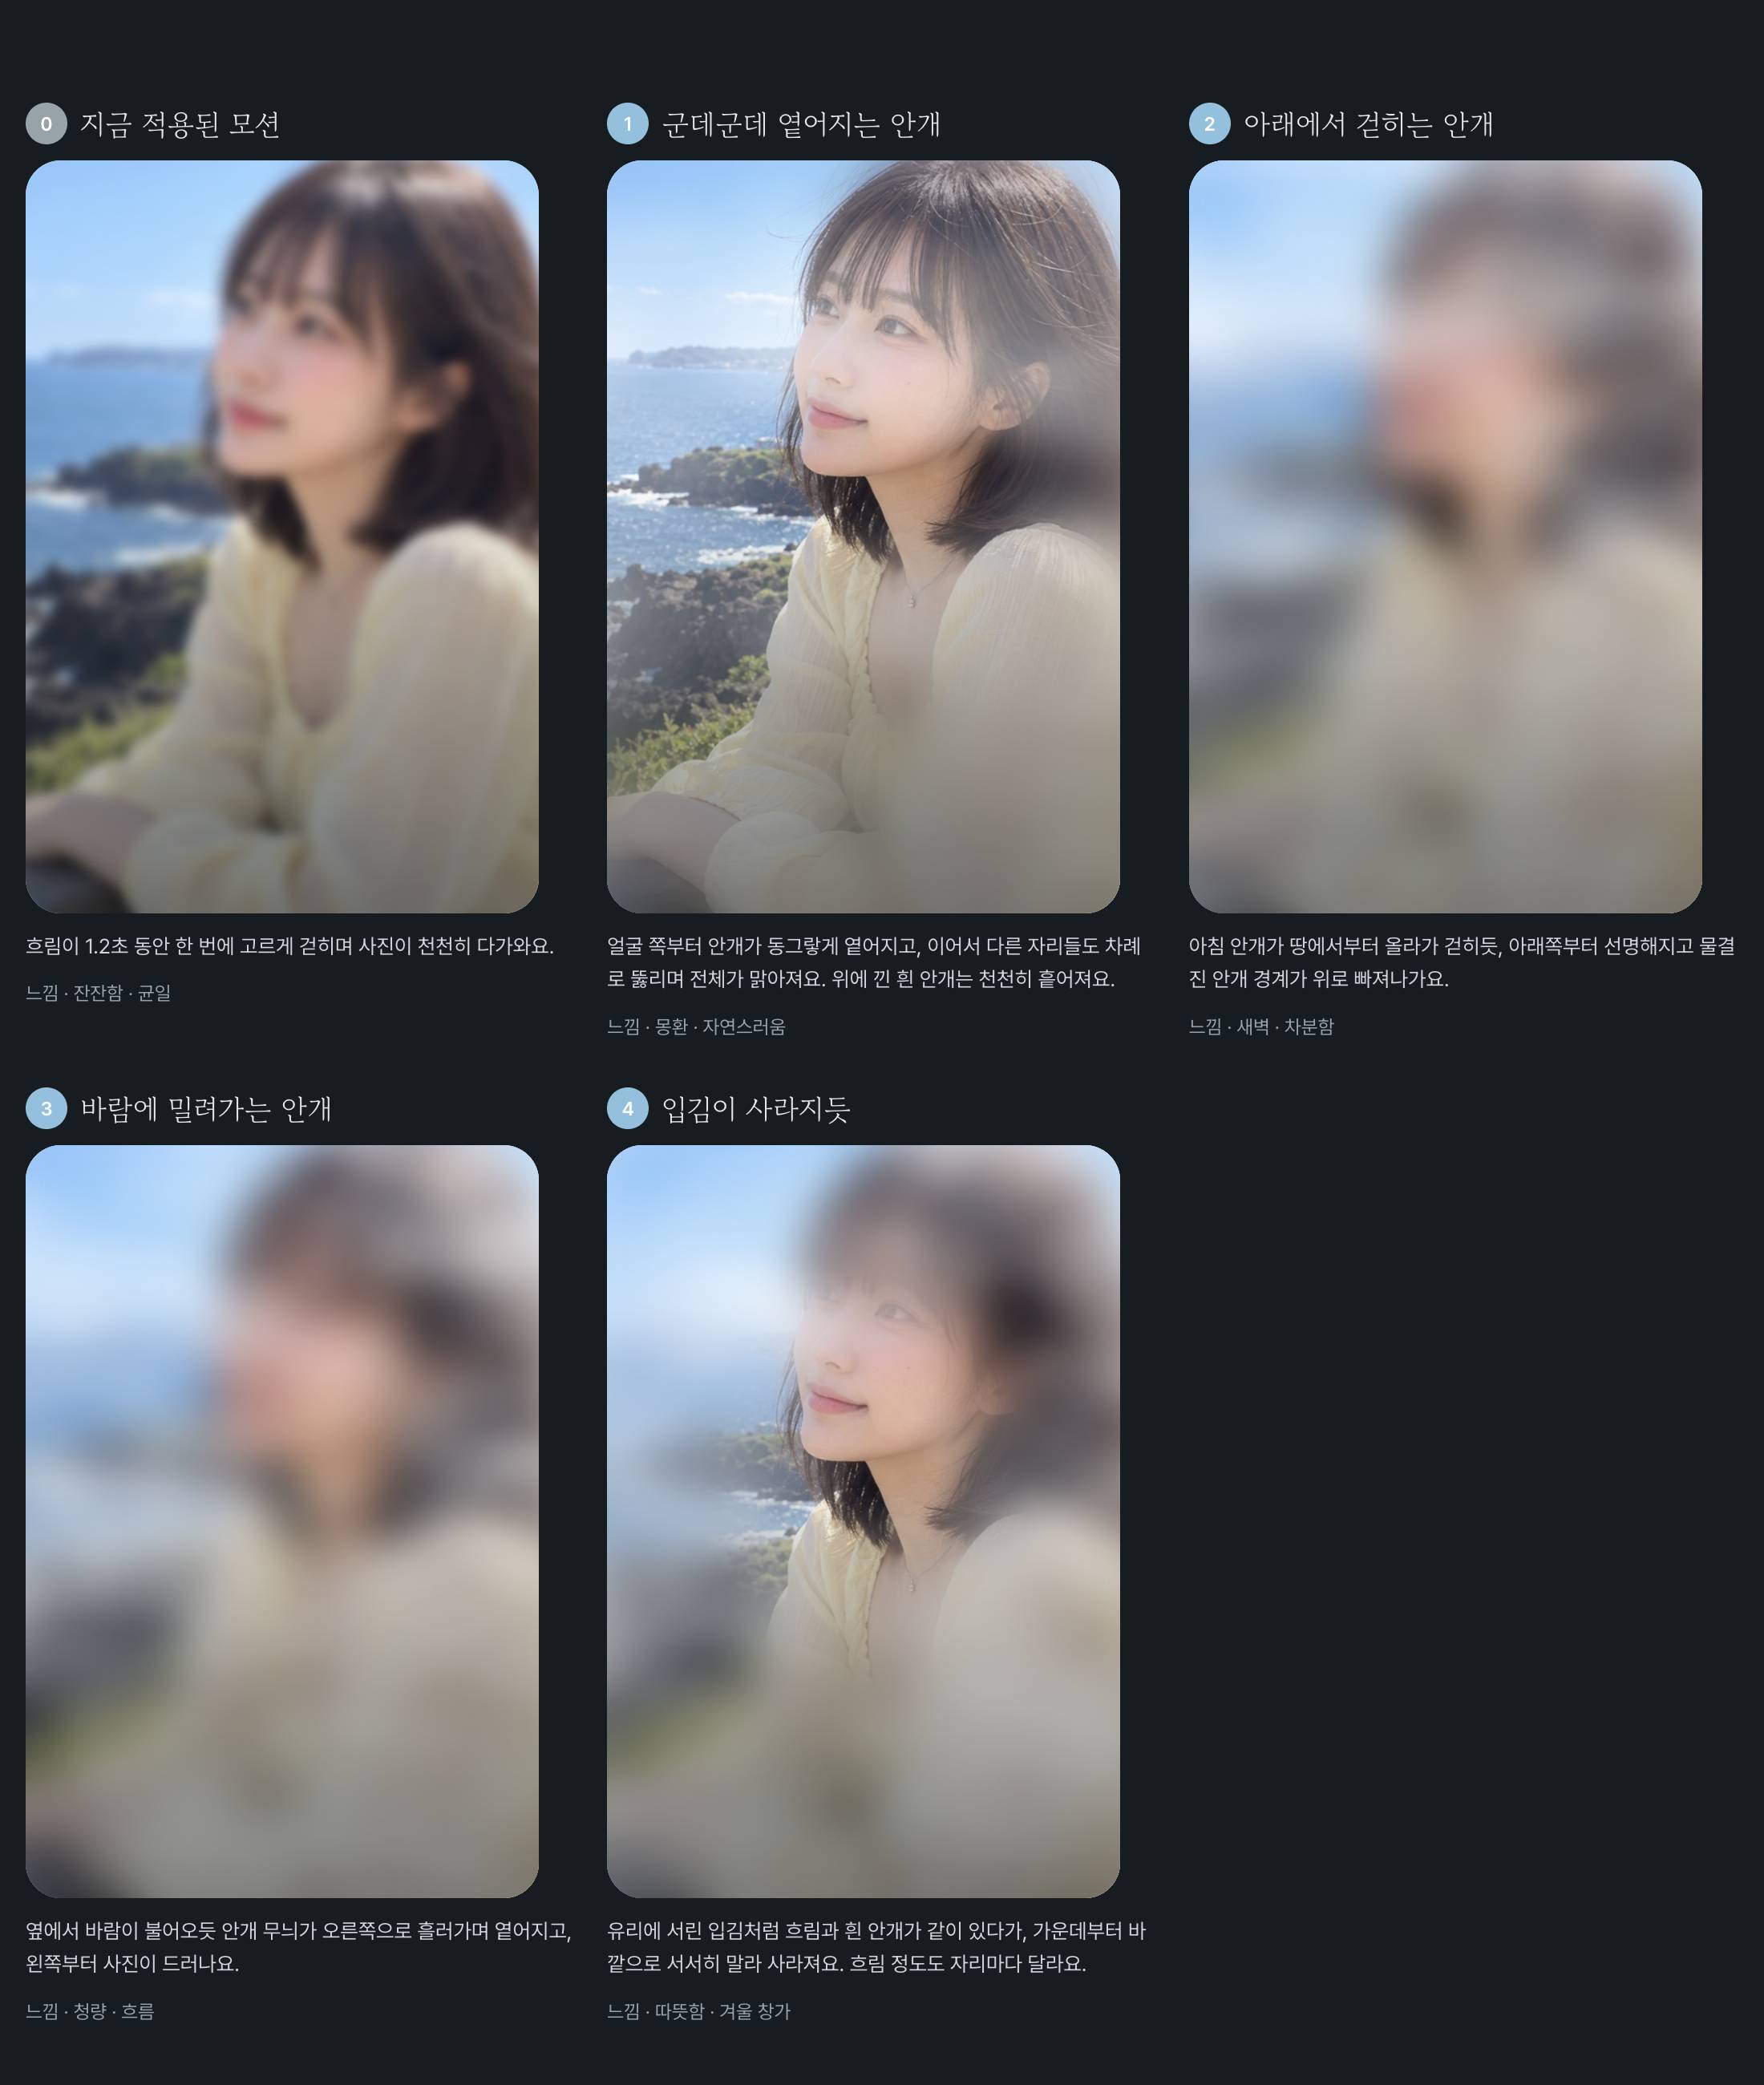 0 지금 적용된 모션
1 군데군데 옅어지는 안개
2 아래에서 걷히는 안개
흐림이 1.2초 동안 한 번에 고르게 걷히며 사진이 천천히 다가와요.
느낌 · 잔잔함 · 균일
얼굴 쪽부터 안개가 동그랗게 옅어지고, 이어서 다른 자리들도 차례
로 뚫리며 전체가 맑아져요. 위에 낀 흰 안개는 천천히 흩어져요.
느낌 · 몽환 · 자연스러움
아침 안개가 땅에서부터 올라가 걷히듯, 아래쪽부터 선명해지고 물결
진 안개 경계가 위로 빠져나가요.
느낌 · 새벽 · 차분함
3 바람에 밀려가는 안개
4 입김이 사라지듯
옆에서 바람이 불어오듯 안개 무늬가 오른쪽으로 흘러가며 옅어지고,
왼쪽부터 사진이 드러나요.
느낌 · 청량 · 흐름
유리에 서린 입김처럼 흐림과 흰 안개가 같이 있다가, 가운데부터 바
깥으로 서서히 말라 사라져요. 흐림 정도도 자리마다 달라요.
느낌 · 따뜻함 · 겨울 창가